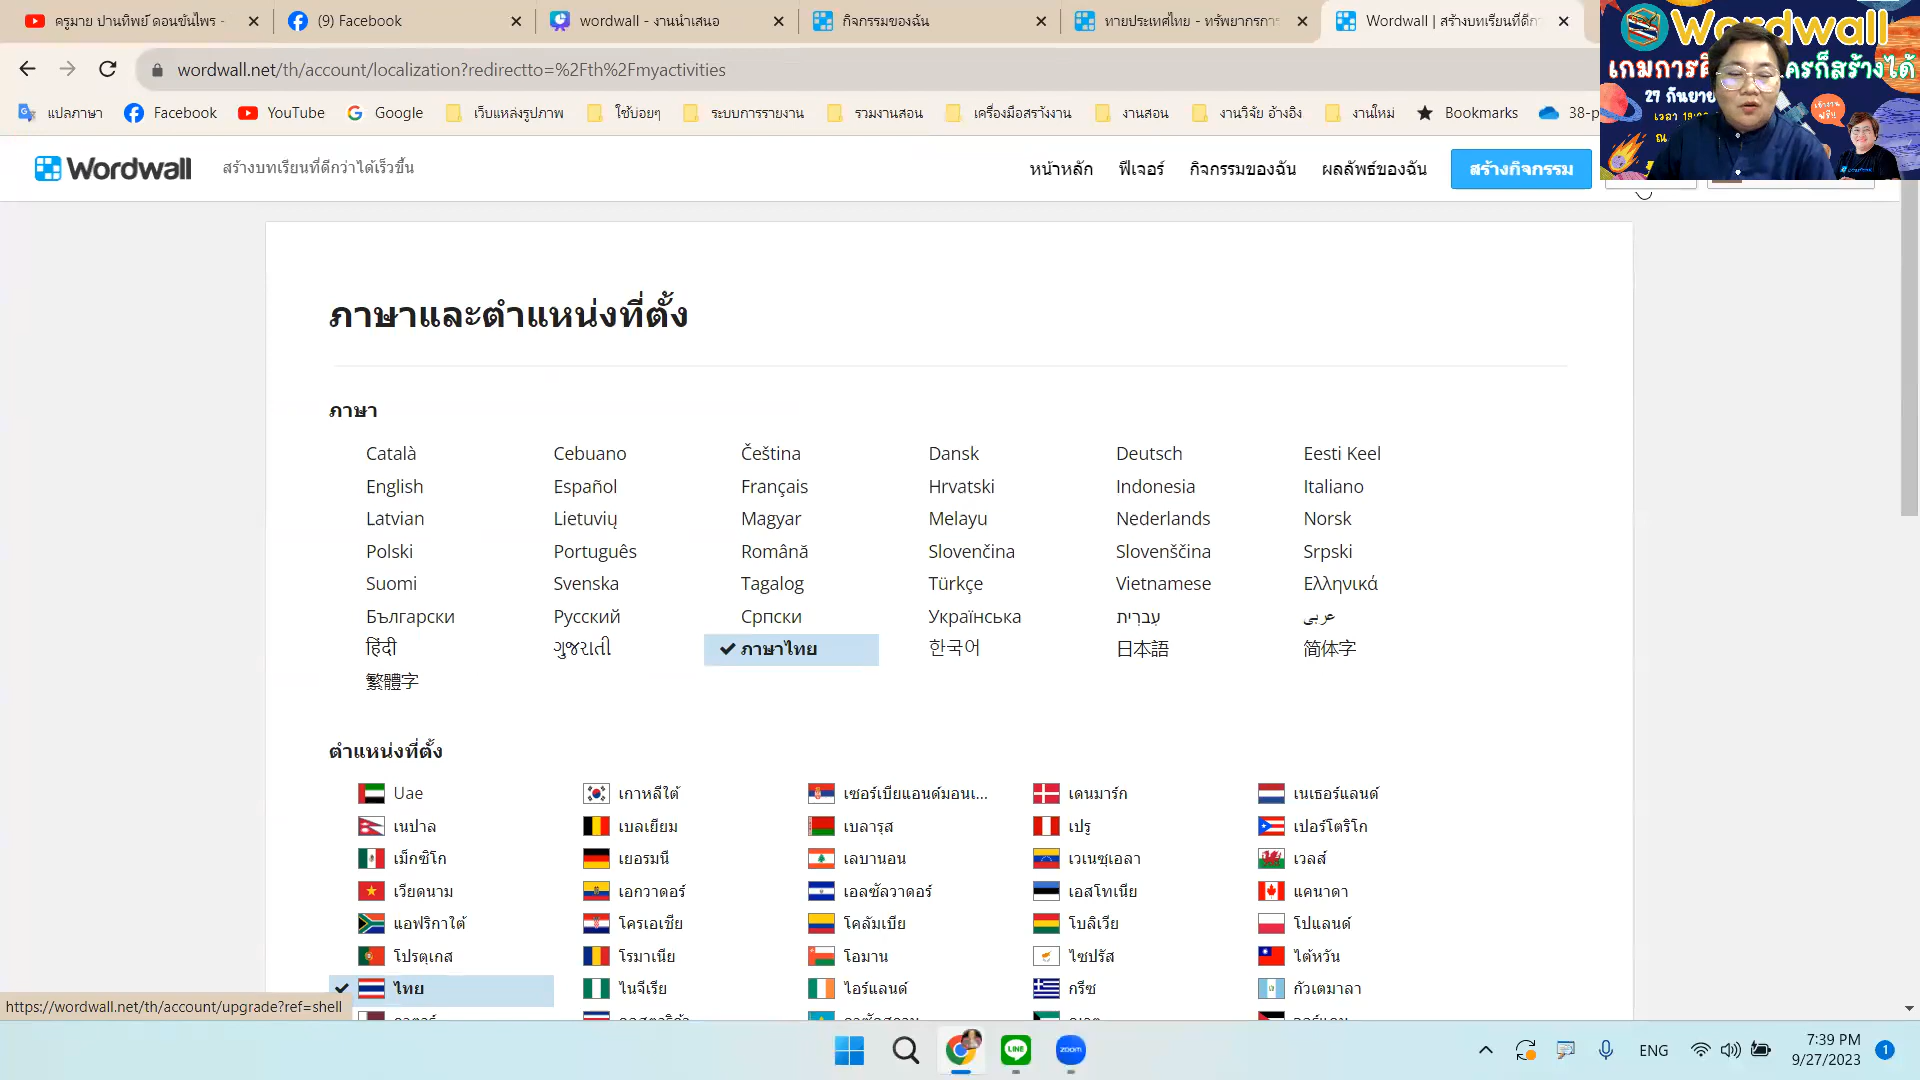 ครูมาย ปานทิพย์ ดอนขันไพร -
(9) Facebook
wordwall - งานนำเสนอ
กิจกรรมของฉัน
ทายประเทศไทย - ทรัพยากรกา
Wordwall | สร้างบทเรียนที่ดีก
wordwall.net/th/account/localization?redirectto=%2Fth%2Fmyactivities
แปลภาษา
Facebook
YouTube
Google
เว็บแหล่งรูปภาพ
ใช้บ่อยๆ
ระบบการรายงาน
รวมงานสอน
เครื่องมือสร้างงาน
งานสอน
งานวิจัย อ้างอิง
งานใหม่
Bookmarks
38-p
Wordwall
27 กันยาย
Wordwall
สร้างบทเรียนที่ดีกว่าได้เร็วขึ้น
หน้าหลัก
ฟีเจอร์
กิจกรรมของฉัน
ผลลัพธ์ของฉัน
สร้างกิจกรรม
ภาษาและตำแหน่งที่ตั้ง
ภาษา
Català Cebuano Čeština Dansk Deutsch Eesti Keel
English Español Français Hrvatski Indonesia Italiano
Latvian Lietuvių Magyar Melayu Nederlands Norsk
Polski Português Română Slovenčina Slovenščina Srpski
Suomi Svenska Tagalog Türkçe Vietnamese Ελληνικά
Български Русский Српски Українська עברית عربى
हिंदी ગુજરાતી ภาษาไทย 한국어 日本語 简体字
繁體字
ตำแหน่งที่ตั้ง
Uae เกาหลีใต้ เซอร์เบียแอนด์มอนเ... เดนมาร์ก เนเธอร์แลนด์
เนปาล เบลเยียม เบลารุส เปรู เปอร์โตริโก
เม็กซิโก เยอรมนี เลบานอน เวเนซุเอลา เวลส์
เวียดนาม เอกวาดอร์ เอลซัลวาดอร์ เอสโทเนีย แคนาดา
แอฟริกาใต้ โครเอเชีย โคลัมเบีย โบลิเวีย โปแลนด์
โปรตุเกส โรมาเนีย โอมาน ไซปรัส ไต้หวัน
ไทย ไนจีเรีย ไอร์แลนด์ กรีซ กัวเตมาลา
https://wordwall.net/th/account/upgrade?ref=shell
LINE
zoom
ENG
7:39 PM
9/27/2023
1